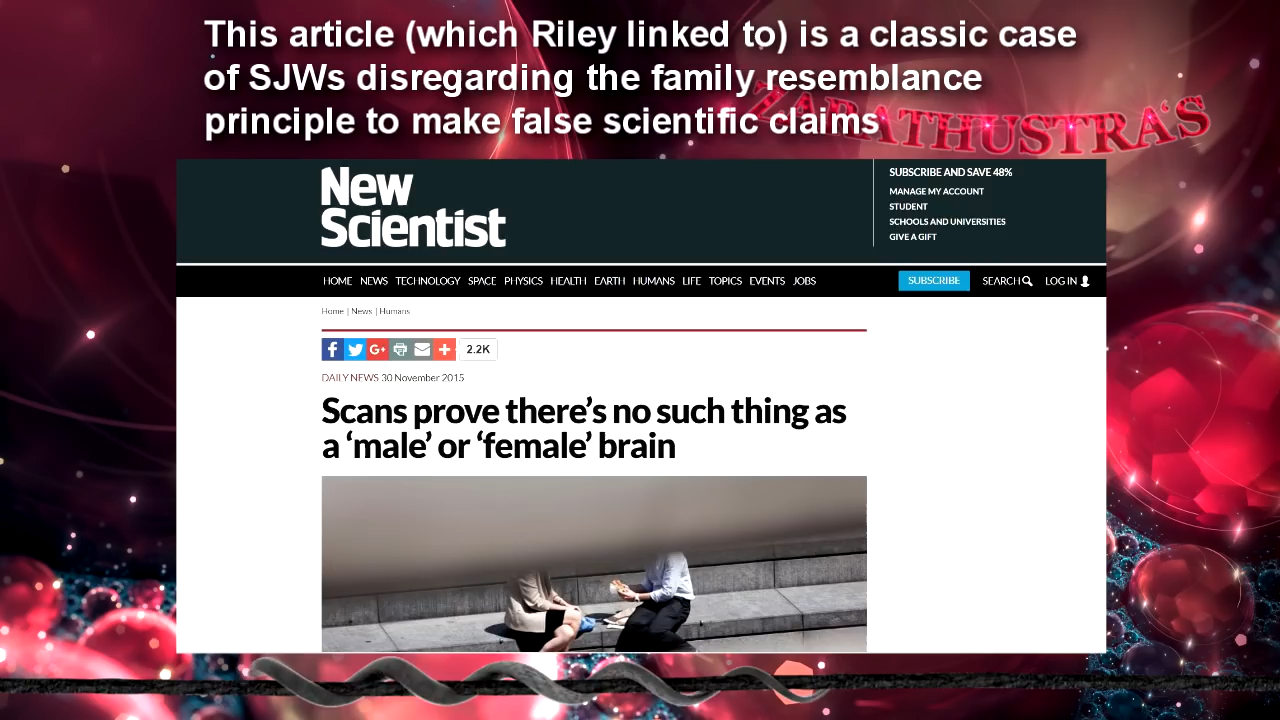 This article (which Riley linked to) is a classic case
of SJWs disregarding the family resemblance
principle to make false scientific claims
ZARATHUSTRA'S
New
Scientist
SUBSCRIBE AND SAVE 48%
MANAGE MY ACCOUNT
STUDENT
SCHOOLS AND UNIVERSITIES
GIVE A GIFT
HOME NEWS TECHNOLOGY SPACE PHYSICS HEALTH EARTH HUMANS LIFE TOPICS EVENTS JOBS SUBSCRIBE SEARCH LOG IN
Home | News | Humans
2.2K
DAILY NEWS 30 November 2015
Scans prove there's no such thing as
a ‘male’ or ‘female’ brain